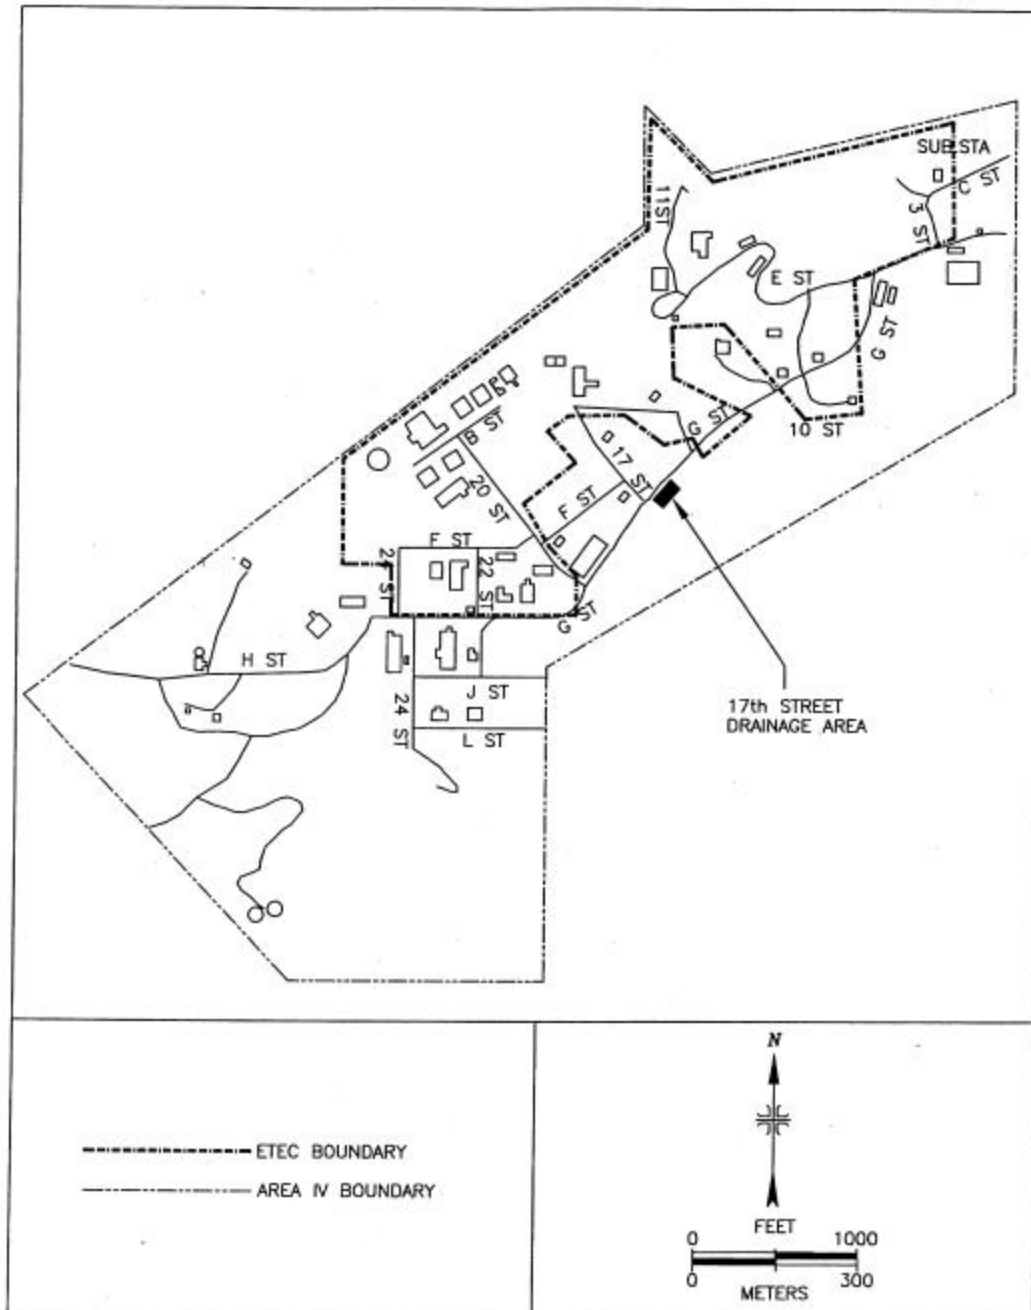 SUB STA
C ST
3 ST
11 ST
E ST
G ST
10 ST
G ST
B ST
17 ST
20 ST
F ST
F ST
22 ST
ST
G ST
H ST
J ST
24 ST
L ST
17th STREET
DRAINAGE AREA
ETEC BOUNDARY
AREA IV BOUNDARY
N
FEET
0 1000
0 300
METERS